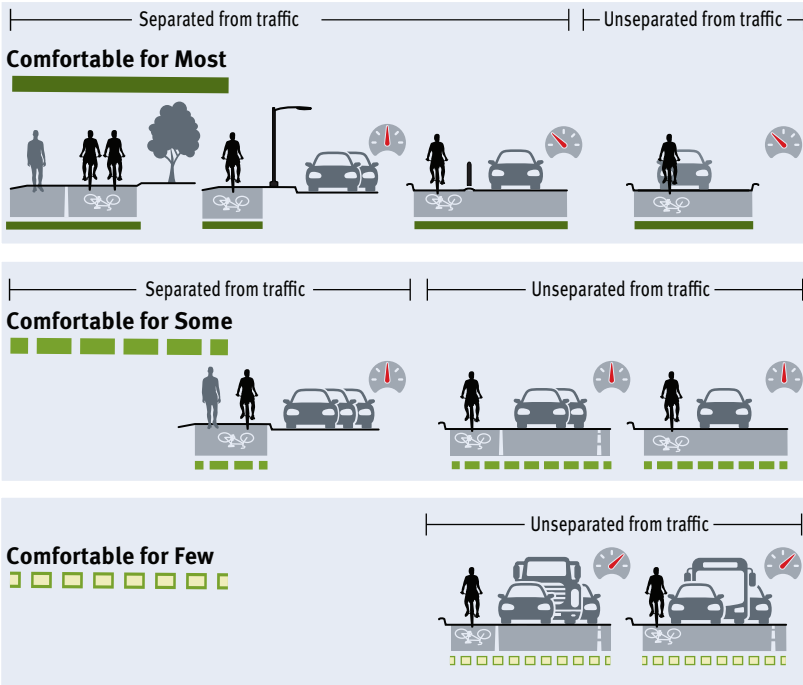 Separated from traffic
Unseparated from traffic
Comfortable for Most
Separated from traffic
Unseparated from traffic
Comfortable for Some
Unseparated from traffic
Comfortable for Few